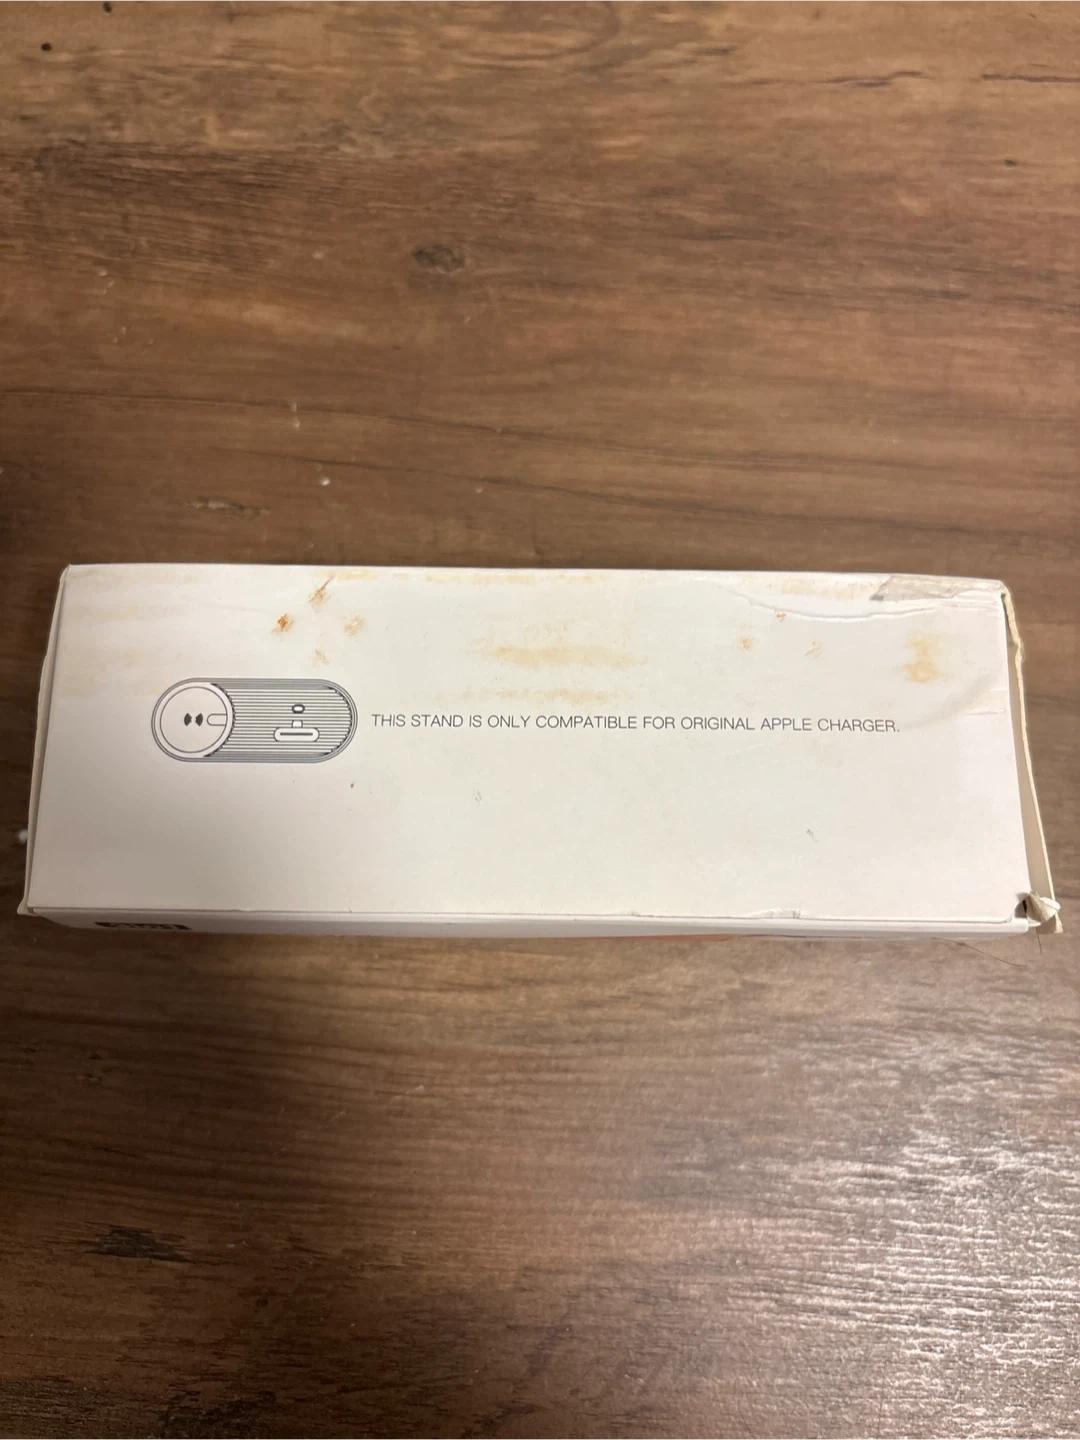 THIS STAND IS ONLY COMPATIBLE FOR ORIGINAL APPLE CHARGER.